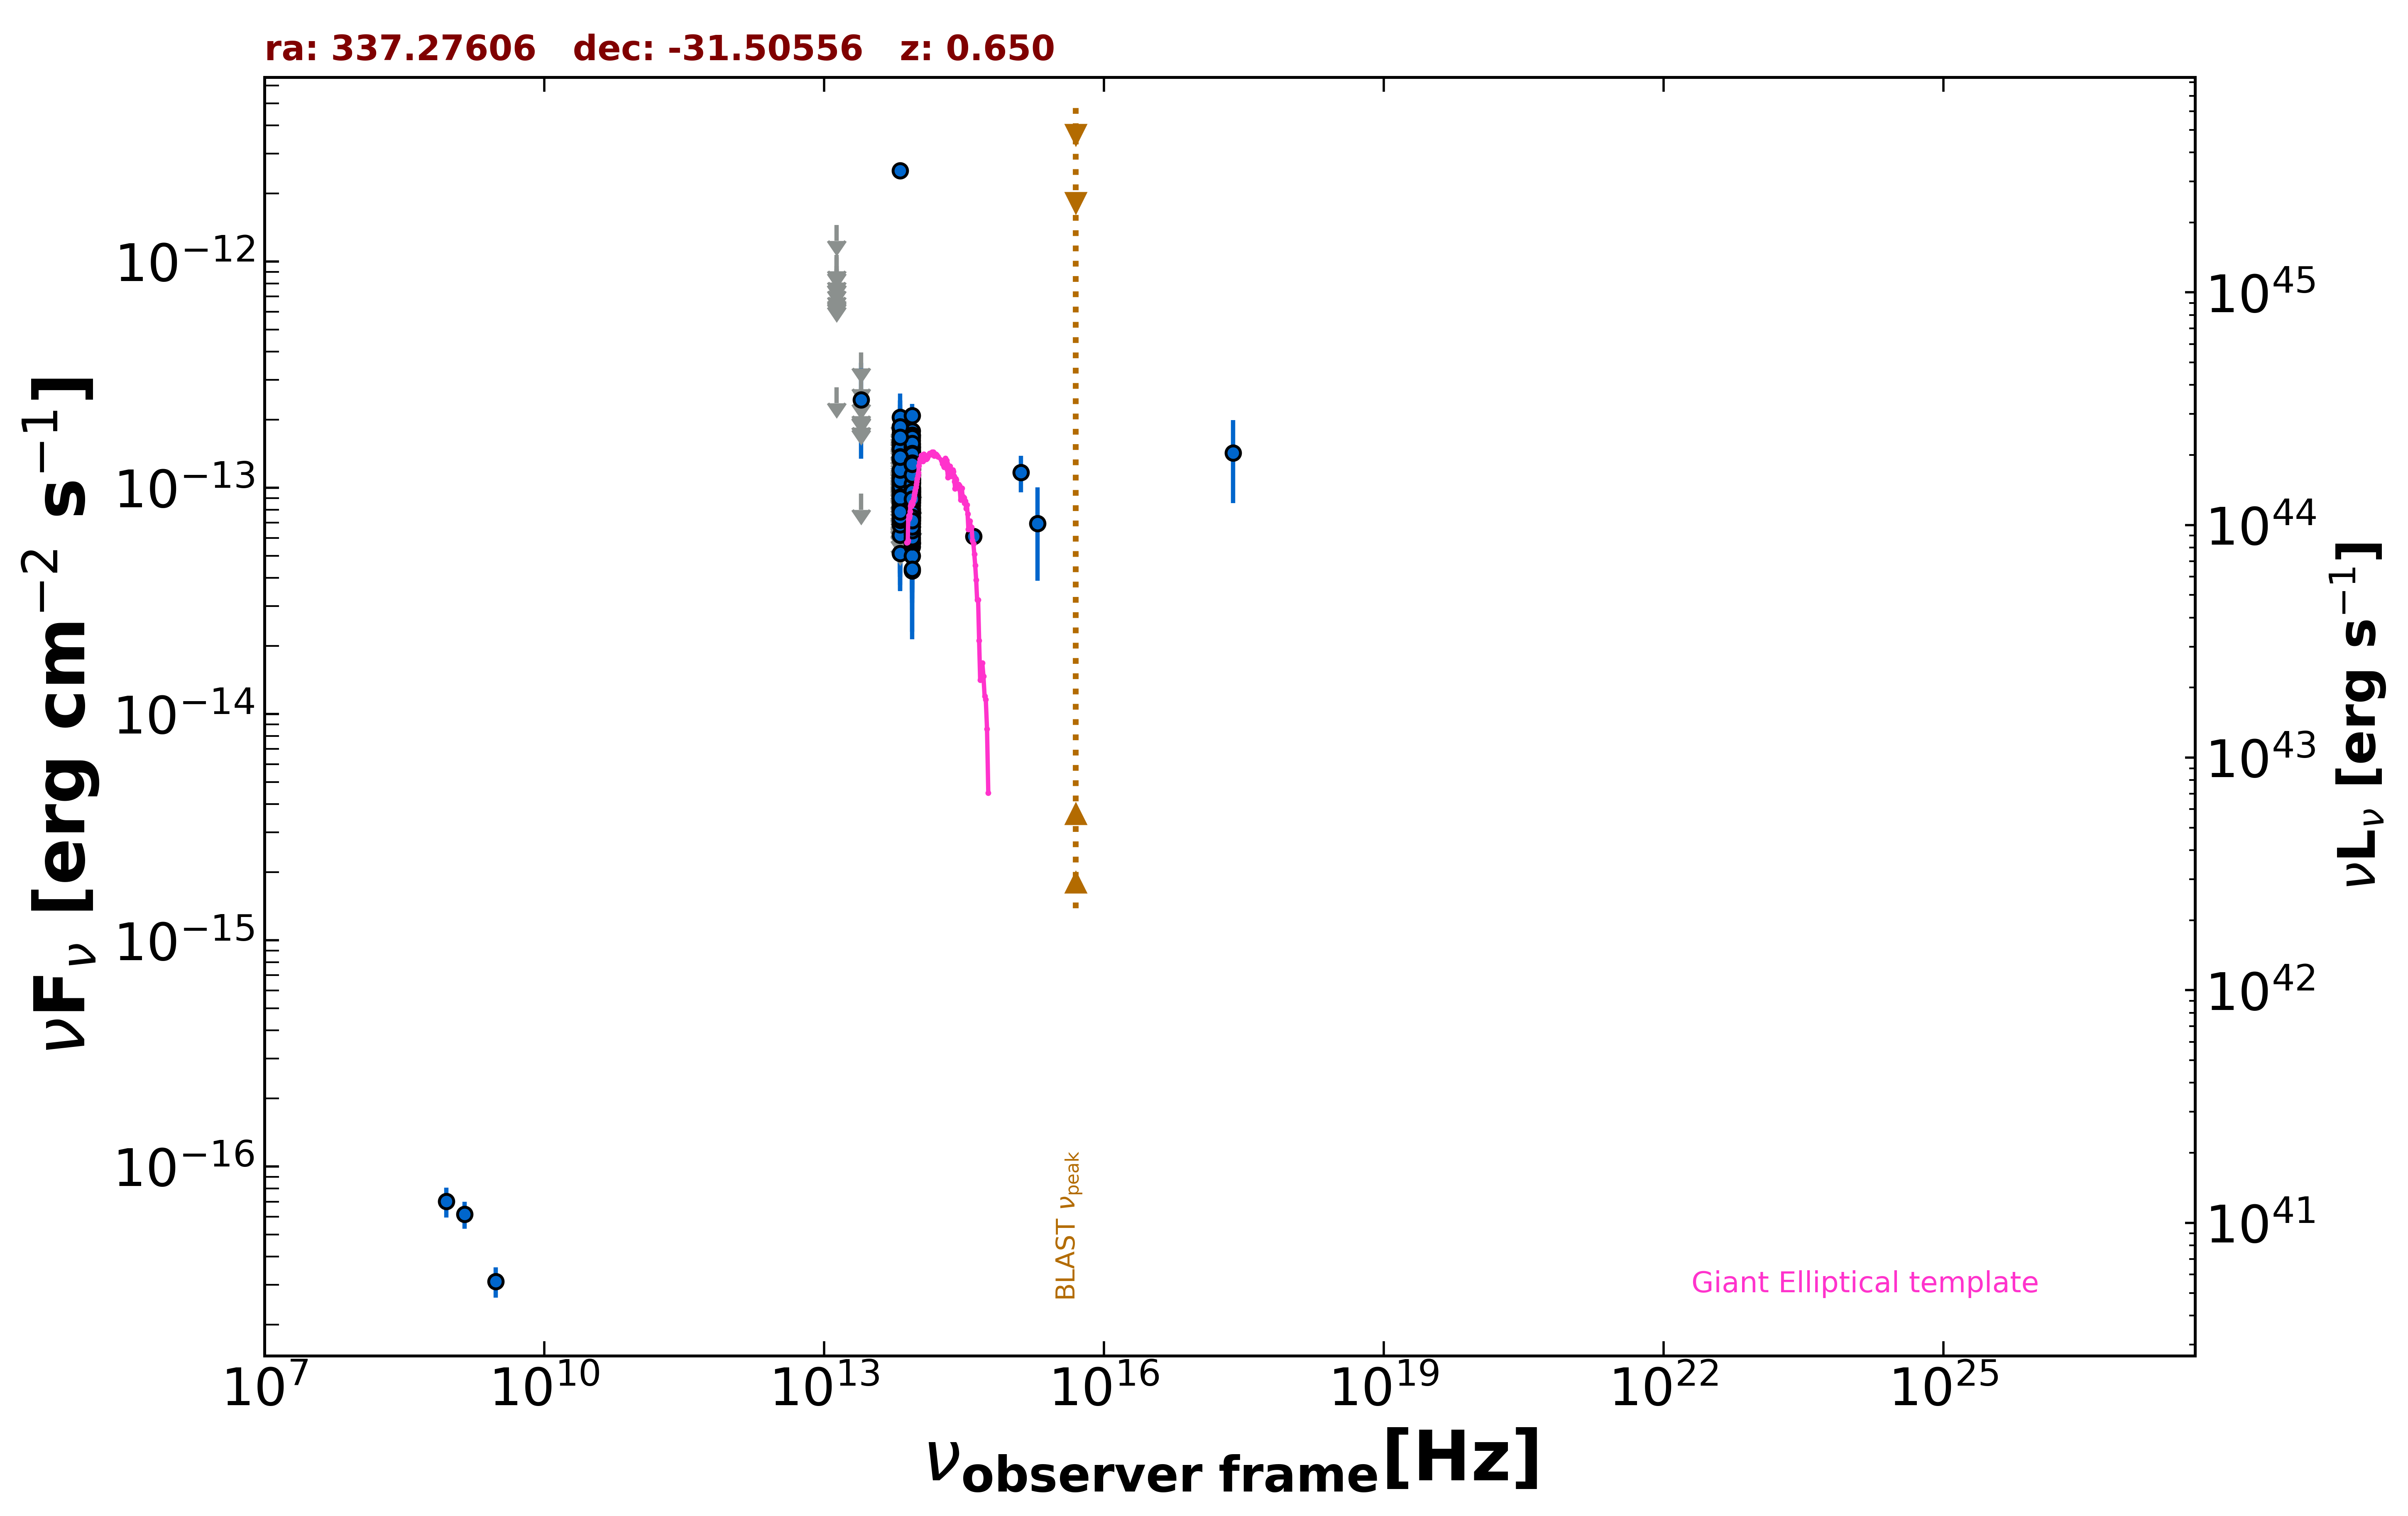 ra: 337.27606   dec: -31.50556   z: 0.650
νFν [erg cm−2 s−1]
10−12
10−13
10−14
10−15
10−16
1045
1044
1043
1042
1041
νLν [erg s−1]
BLAST νpeak
Giant Elliptical template
107 1010 1013 1016 1019 1022 1025
νobserver frame[Hz]